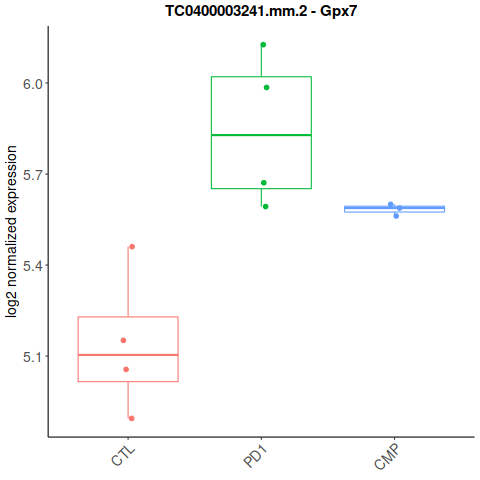 TC0400003241.mm.2 - Gpx7
log2 normalized expression
6.0
5.7
5.4
5.1
CTL
PD1
CMP